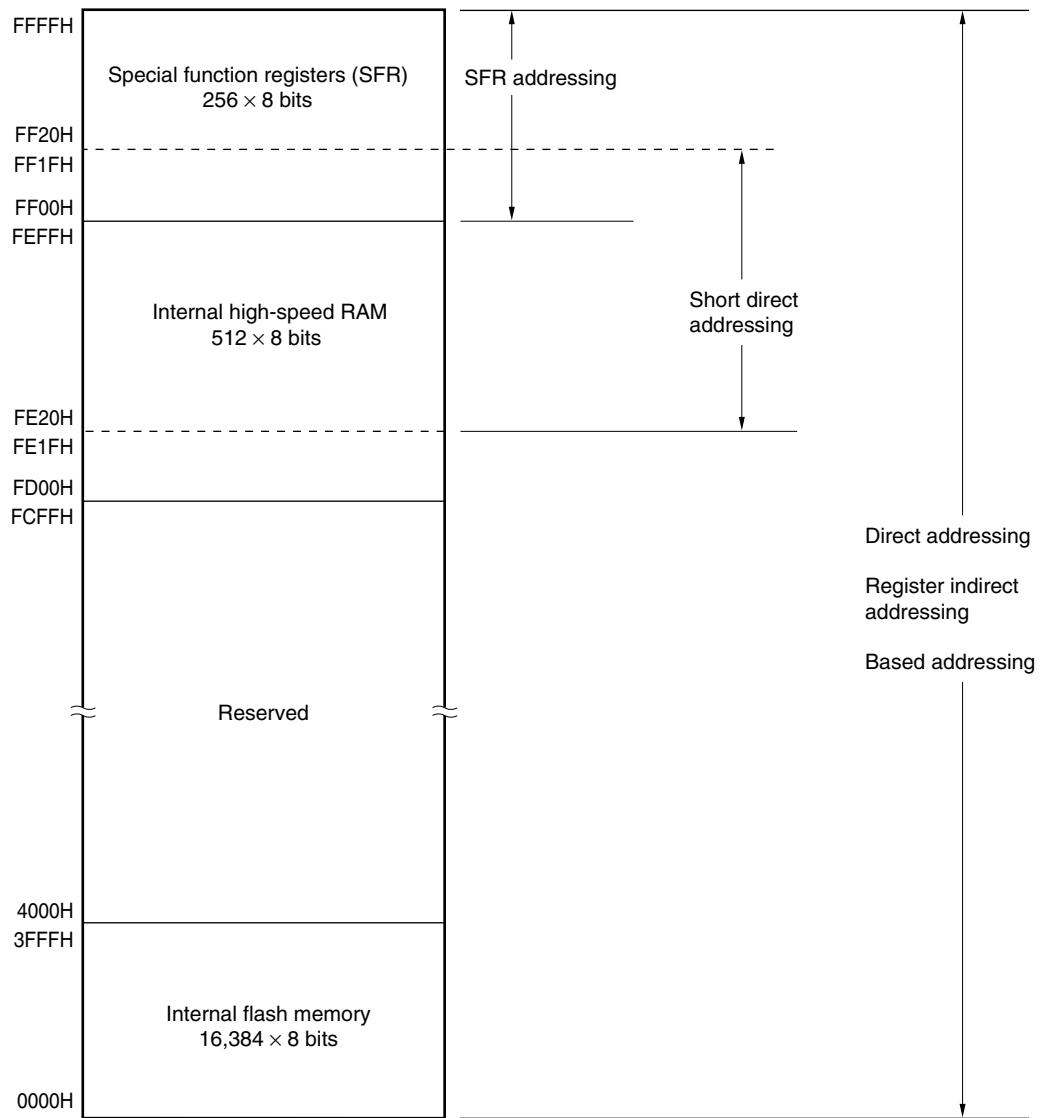 FFFFH
Special function registers (SFR)
256 × 8 bits
SFR addressing
FF20H
FF1FH
FF00H
FEFFH
Internal high-speed RAM
512 × 8 bits
Short direct
addressing
FE20H
FE1FH
FD00H
FCFFH
Direct addressing
Register indirect
addressing
Based addressing
Reserved
4000H
3FFFH
Internal flash memory
16,384 × 8 bits
0000H